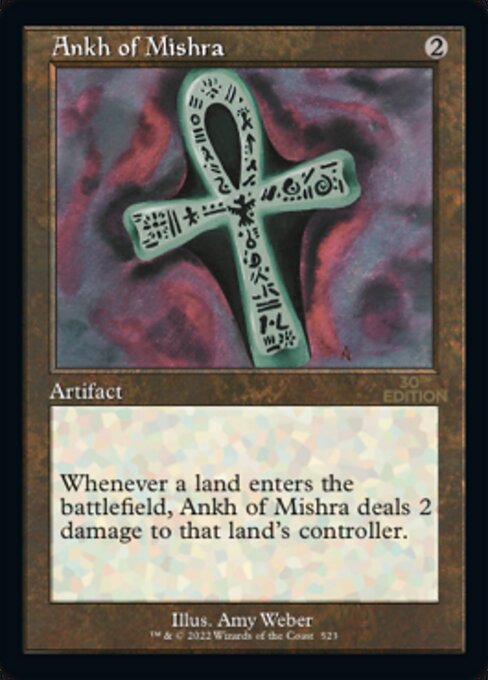 Ankh of Mishra 2
Artifact
30TH EDITION
Whenever a land enters the
battlefield, Ankh of Mishra deals 2
damage to that land's controller.
Illus. Amy Weber
™ & © 2022 Wizards of the Coast 523